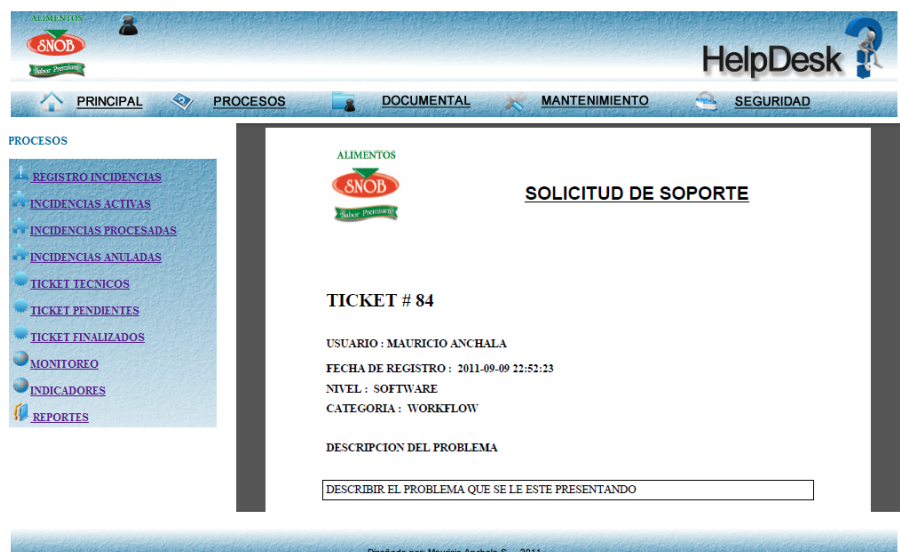 ALIMENTOS
SNOB
Sabor Premium
HelpDesk
PRINCIPAL
PROCESOS
DOCUMENTAL
MANTENIMIENTO
SEGURIDAD
PROCESOS
REGISTRO INCIDENCIAS
INCIDENCIAS ACTIVAS
INCIDENCIAS PROCESADAS
INCIDENCIAS ANULADAS
TICKET TECNICOS
TICKET PENDIENTES
TICKET FINALIZADOS
MONITOREO
INDICADORES
REPORTES
ALIMENTOS
SNOB
Sabor Premium
SOLICITUD DE SOPORTE
TICKET # 84
USUARIO : MAURICIO ANCHALA
FECHA DE REGISTRO : 2011-09-09 22:52:23
NIVEL : SOFTWARE
CATEGORIA : WORKFLOW
DESCRIPCION DEL PROBLEMA
DESCRIBIR EL PROBLEMA QUE SE LE ESTE PRESENTANDO